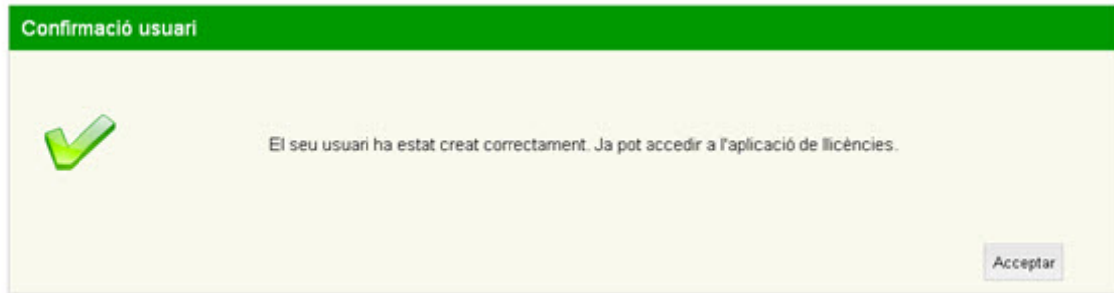 Confirmació usuari
El seu usuari ha estat creat correctament. Ja pot accedir a l'aplicació de llicències.
Acceptar